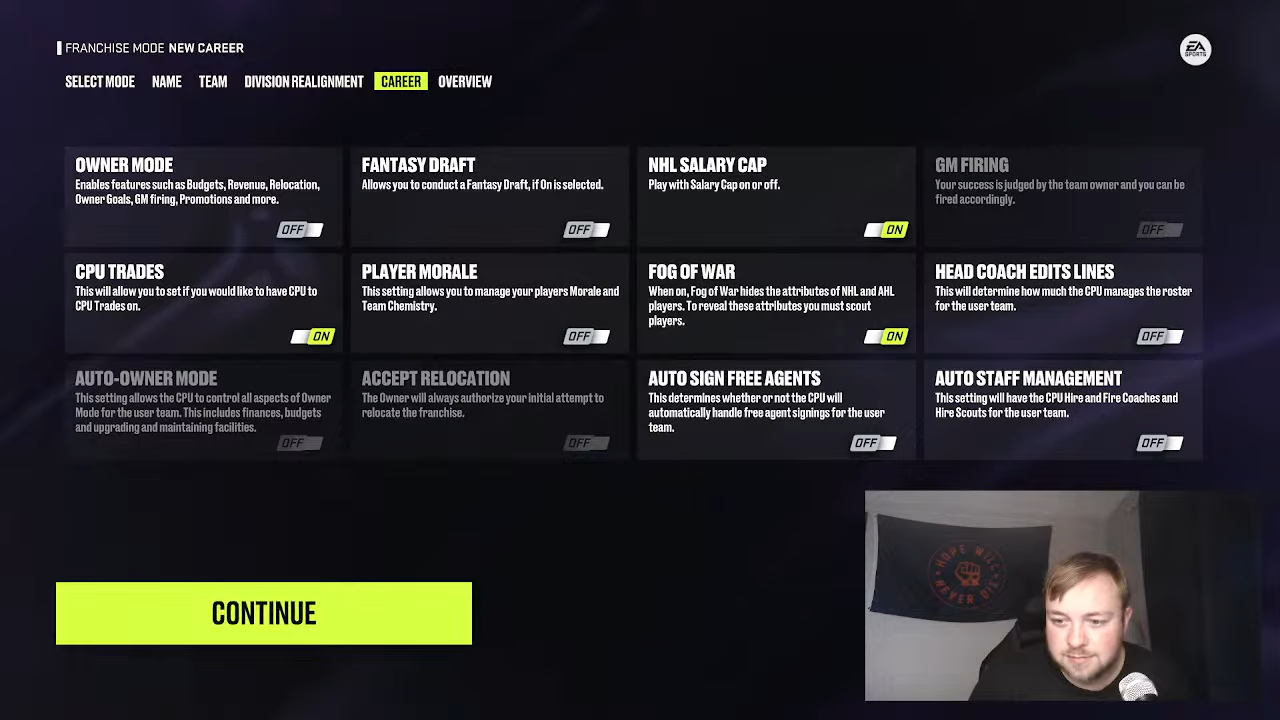 FRANCHISE MODE NEW CAREER
EA
SPORTS
SELECT MODE NAME TEAM DIVISION REALIGNMENT CAREER OVERVIEW
OWNER MODE
Enables features such as Budgets, Revenue, Relocation,
Owner Goals, GM firing, Promotions and more.
OFF
FANTASY DRAFT
Allows you to conduct a Fantasy Draft, if On is selected.
OFF
NHL SALARY CAP
Play with Salary Cap on or off.
ON
GM FIRING
Your success is judged by the team owner and you can be
fired accordingly.
OFF
CPU TRADES
This will allow you to set if you would like to have CPU to
CPU Trades on.
ON
PLAYER MORALE
This setting allows you to manage your players Morale and
Team Chemistry.
OFF
FOG OF WAR
When on, Fog of War hides the attributes of NHL and AHL
players. To reveal these attributes you must scout
players.
ON
HEAD COACH EDITS LINES
This will determine how much the CPU manages the roster
for the user team.
OFF
AUTO-OWNER MODE
This setting allows the CPU to control all aspects of Owner
Mode for the user team. This includes finances, budgets
and upgrading and maintaining facilities.
OFF
ACCEPT RELOCATION
The Owner will always authorize your initial attempt to
relocate the franchise.
OFF
AUTO SIGN FREE AGENTS
This determines whether or not the CPU will
automatically handle free agent signings for the user
team.
OFF
AUTO STAFF MANAGEMENT
This setting will have the CPU Hire and Fire Coaches and
Hire Scouts for the user team.
OFF
CONTINUE
HOPE WILL
NEVER DIE